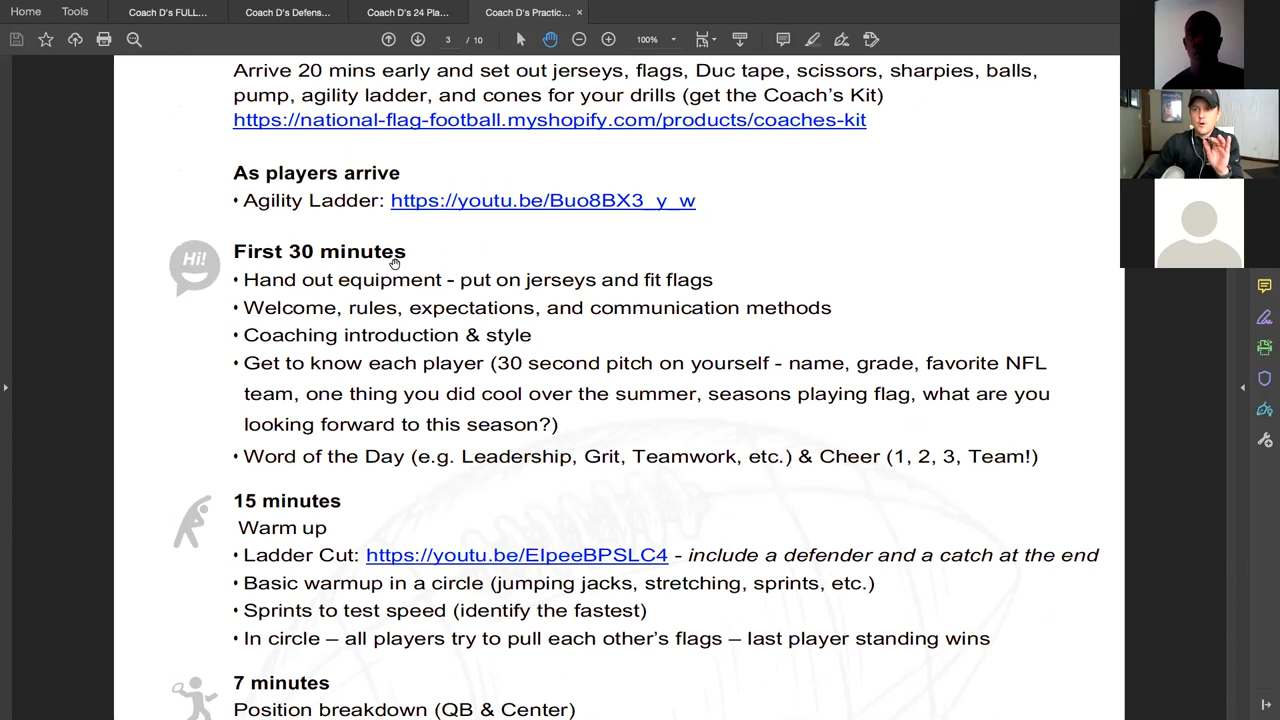 Home Tools Coach D's FULL... Coach D's Defens... Coach D's 24 Pla... Coach D's Practic... ×
3 / 10 100%
Arrive 20 mins early and set out jerseys, flags, Duc tape, scissors, sharpies, balls,
pump, agility ladder, and cones for your drills (get the Coach's Kit)
https://national-flag-football.myshopify.com/products/coaches-kit
As players arrive
• Agility Ladder: https://youtu.be/Buo8BX3_y_w
Hi!
First 30 minutes
• Hand out equipment - put on jerseys and fit flags
• Welcome, rules, expectations, and communication methods
• Coaching introduction & style
• Get to know each player (30 second pitch on yourself - name, grade, favorite NFL
team, one thing you did cool over the summer, seasons playing flag, what are you
looking forward to this season?)
• Word of the Day (e.g. Leadership, Grit, Teamwork, etc.) & Cheer (1, 2, 3, Team!)
15 minutes
Warm up
• Ladder Cut: https://youtu.be/EIpeeBPSLC4 - include a defender and a catch at the end
• Basic warmup in a circle (jumping jacks, stretching, sprints, etc.)
• Sprints to test speed (identify the fastest)
• In circle – all players try to pull each other's flags – last player standing wins
7 minutes
Position breakdown (QB & Center)